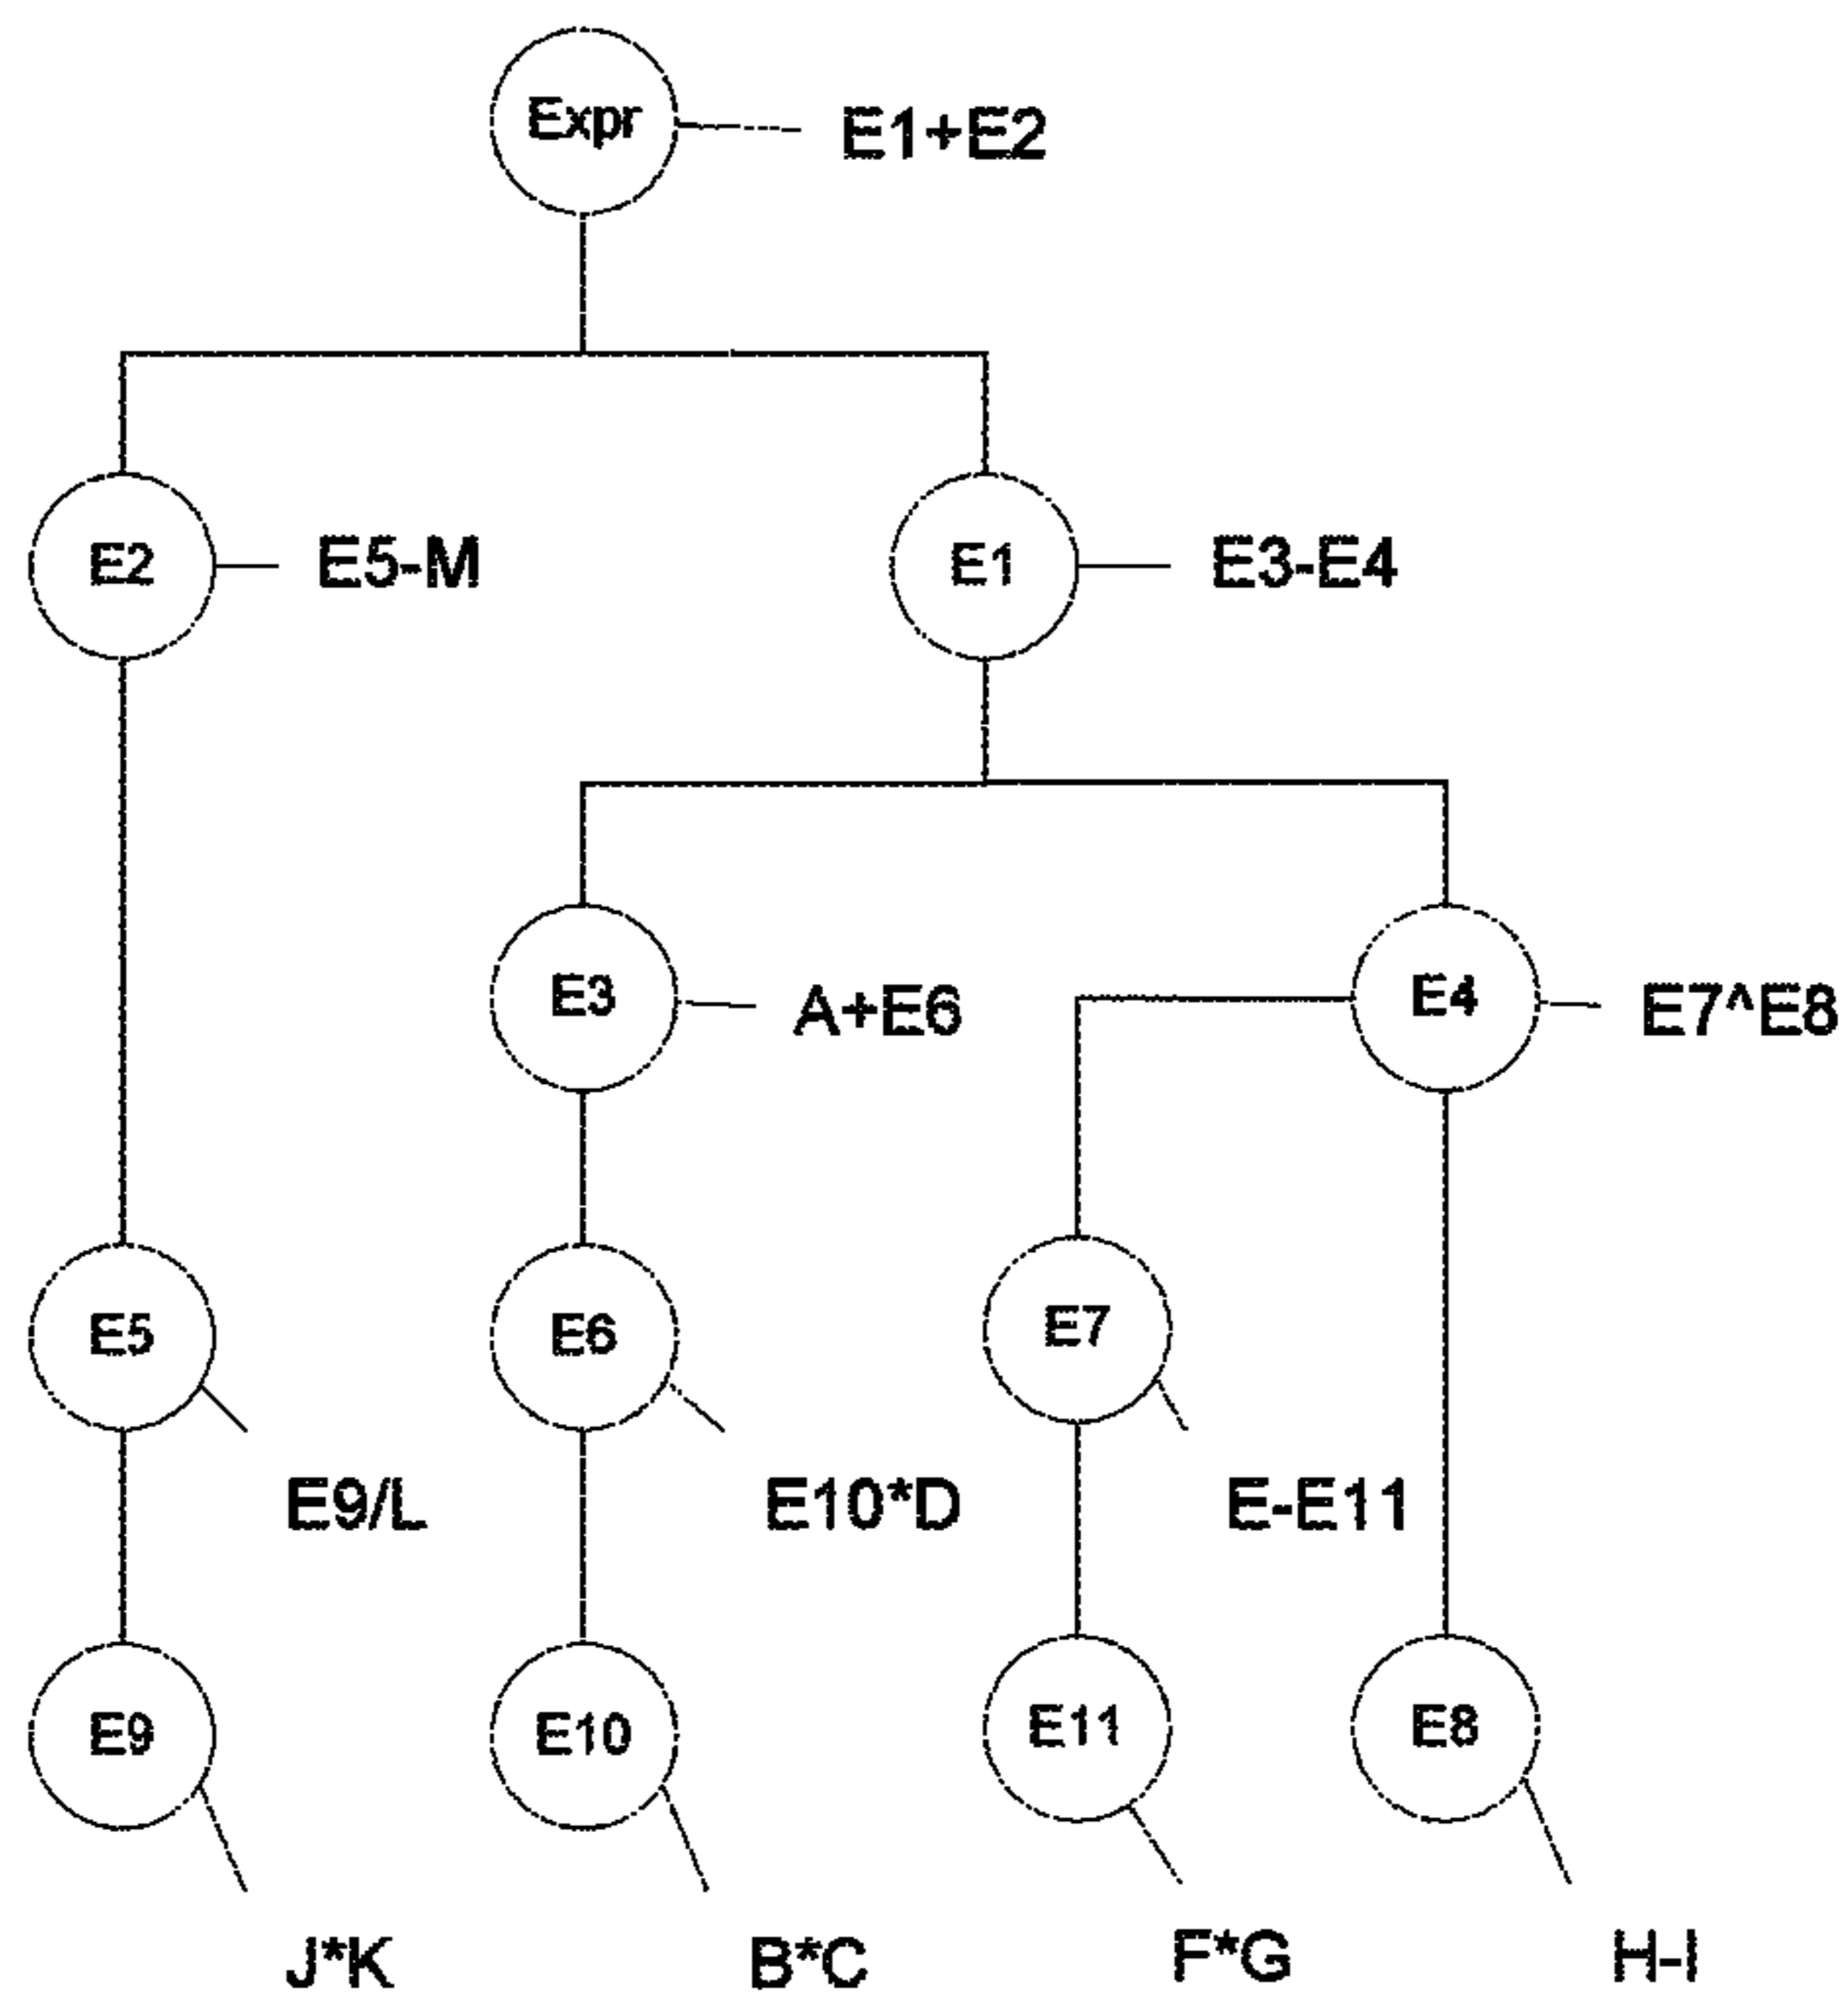 Expr
E1+E2
E2
E5-M
E1
E3-E4
E3
A+E6
E4
E7^E8
E5
E6
E7
E9/L
E10*D
E-E11
E9
E10
E11
E8
J*K
B*C
F*G
H-I